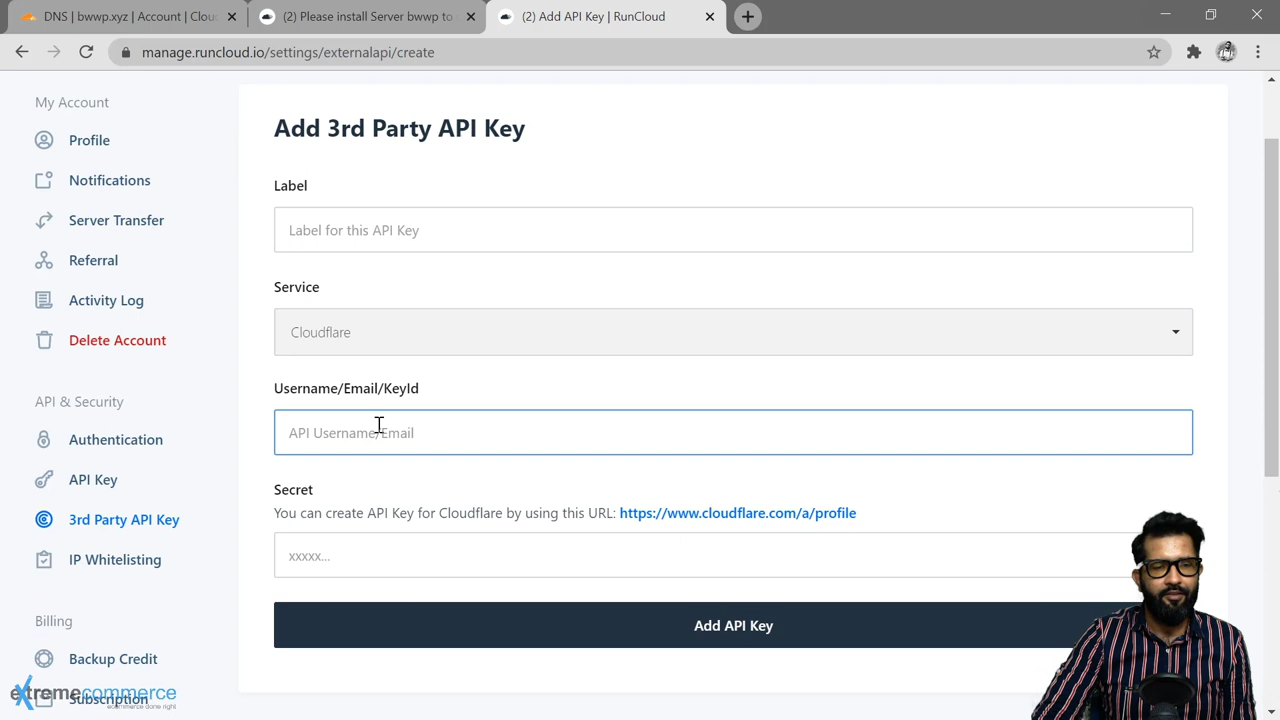 DNS | bwwp.xyz | Account | Clou
(2) Please install Server bwwp to c
(2) Add API Key | RunCloud
manage.runcloud.io/settings/externalapi/create
My Account
Profile
Notifications
Server Transfer
Referral
Activity Log
Delete Account
API & Security
Authentication
API Key
3rd Party API Key
IP Whitelisting
Billing
Backup Credit
Subscription
extremecommerce
ecommerce done right
Add 3rd Party API Key
Label
Label for this API Key
Service
Cloudflare
Username/Email/KeyId
API Username/Email
Secret
You can create API Key for Cloudflare by using this URL: https://www.cloudflare.com/a/profile
xxxxx...
Add API Key